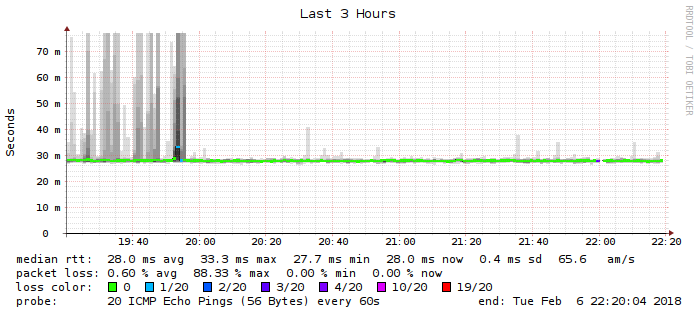 Last 3 Hours
RRDTOOL / TOBI OETIKER
Seconds
70 m
60 m
50 m
40 m
30 m
20 m
10 m
0
19:40 20:00 20:20 20:40 21:00 21:20 21:40 22:00 22:20
median rtt: 28.0 ms avg 33.3 ms max 27.7 ms min 28.0 ms now 0.4 ms sd 65.6 am/s
packet loss: 0.60 % avg 88.33 % max 0.00 % min 0.00 % now
loss color: 0 1/20 2/20 3/20 4/20 10/20 19/20
probe: 20 ICMP Echo Pings (56 Bytes) every 60s end: Tue Feb 6 22:20:04 2018